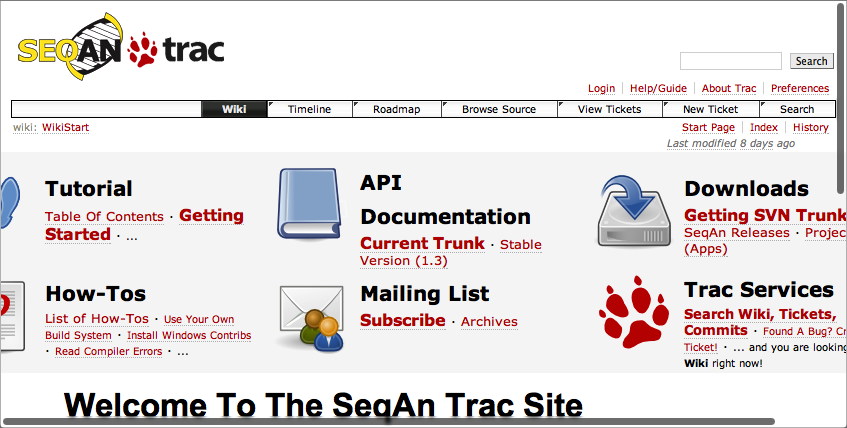 SEQAN trac
Search
Login Help/Guide About Trac Preferences
Wiki Timeline Roadmap Browse Source View Tickets New Ticket Search
wiki: WikiStart Start Page Index History
Last modified 8 days ago
Tutorial
Table Of Contents · Getting
Started · ...
API
Documentation
Current Trunk · Stable
Version (1.3)
Downloads
Getting SVN Trunk
SeqAn Releases · Projec
(Apps)
How-Tos
List of How-Tos · Use Your Own
Build System · Install Windows Contribs
· Read Compiler Errors · ...
Mailing List
Subscribe · Archives
Trac Services
Search Wiki, Tickets,
Commits · Found A Bug? Cr
Ticket! · ... and you are looking
Wiki right now!
Welcome To The SeqAn Trac Site